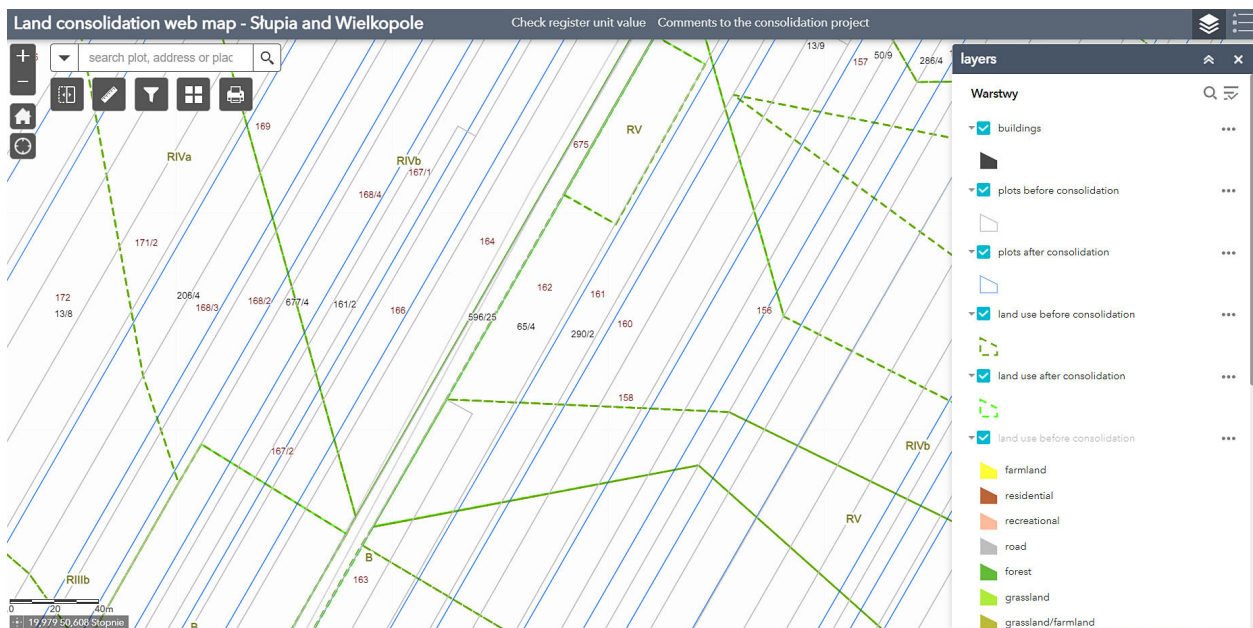 Land consolidation web map - Słupia and Wielkopole
Check register unit value Comments to the consolidation project
+
search plot, address or plac
−
13/9
157
50/9
286/4
layers
Warstwy
buildings
plots before consolidation
plots after consolidation
land use before consolidation
land use after consolidation
land use before consolidation
farmland
residential
recreational
road
forest
grassland
grassland/farmland
169
RV
675
RIVa
RIVb
167/1
168/4
171/2
164
172
13/8
206/4
168/3
168/2
677/4
161/2
166
162
161
596/25
65/4
290/2
160
156
158
167/2
RIVb
RV
B
163
RIIIb
B
0 20 40m
19,979 50,608 Stopnie